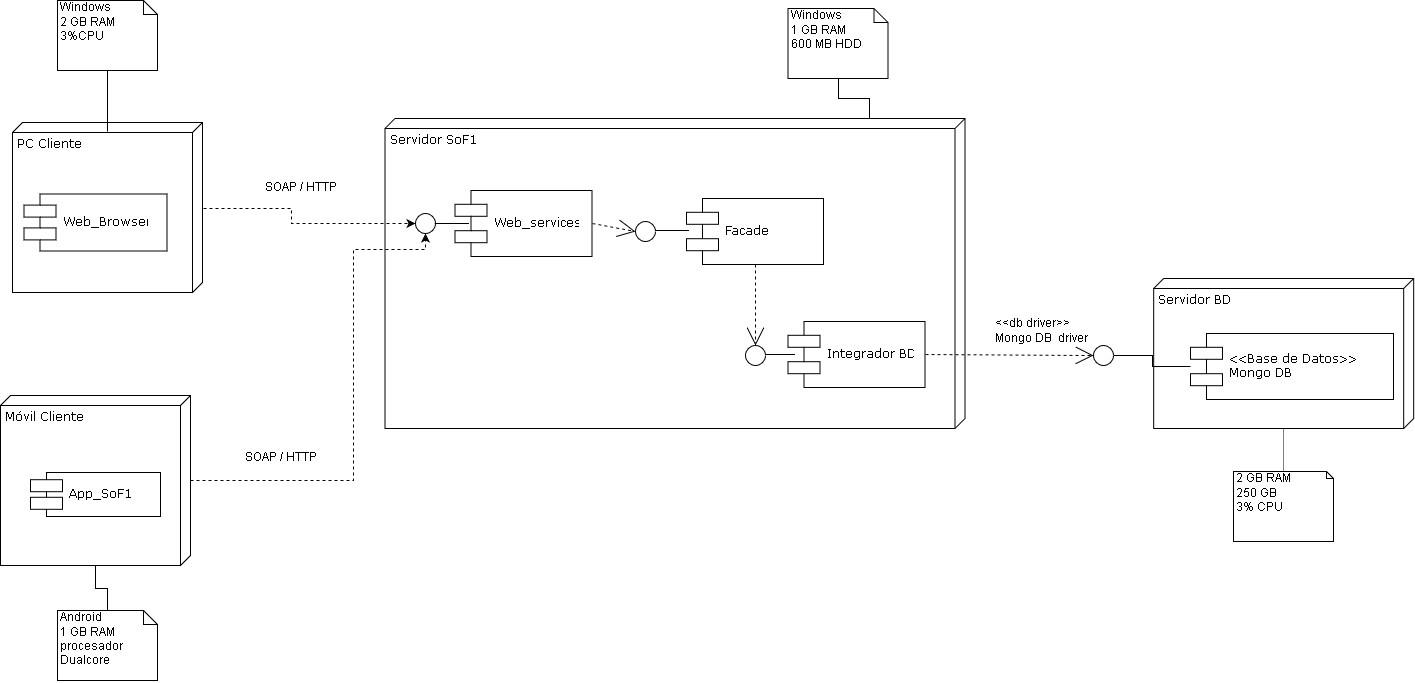 Windows
2 GB RAM
3%CPU
Windows
1 GB RAM
600 MB HDD
PC Cliente
Web_Browser
SOAP / HTTP
Servidor SoF1
Web_services
Facade
Integrador BD
<<db driver>>
Mongo DB driver
Servidor BD
<<Base de Datos>>
Mongo DB
2 GB RAM
250 GB
3% CPU
Móvil Cliente
App_SoF1
SOAP / HTTP
Android
1 GB RAM
procesador
Dualcore